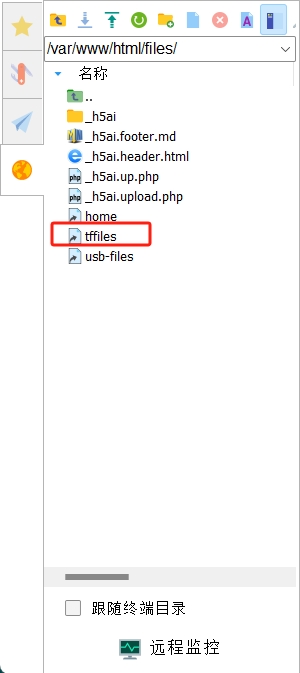 /var/www/html/files/
名称
..
_h5ai
_h5ai.footer.md
_h5ai.header.html
_h5ai.up.php
_h5ai.upload.php
home
tffiles
usb-files
跟随终端目录
远程监控